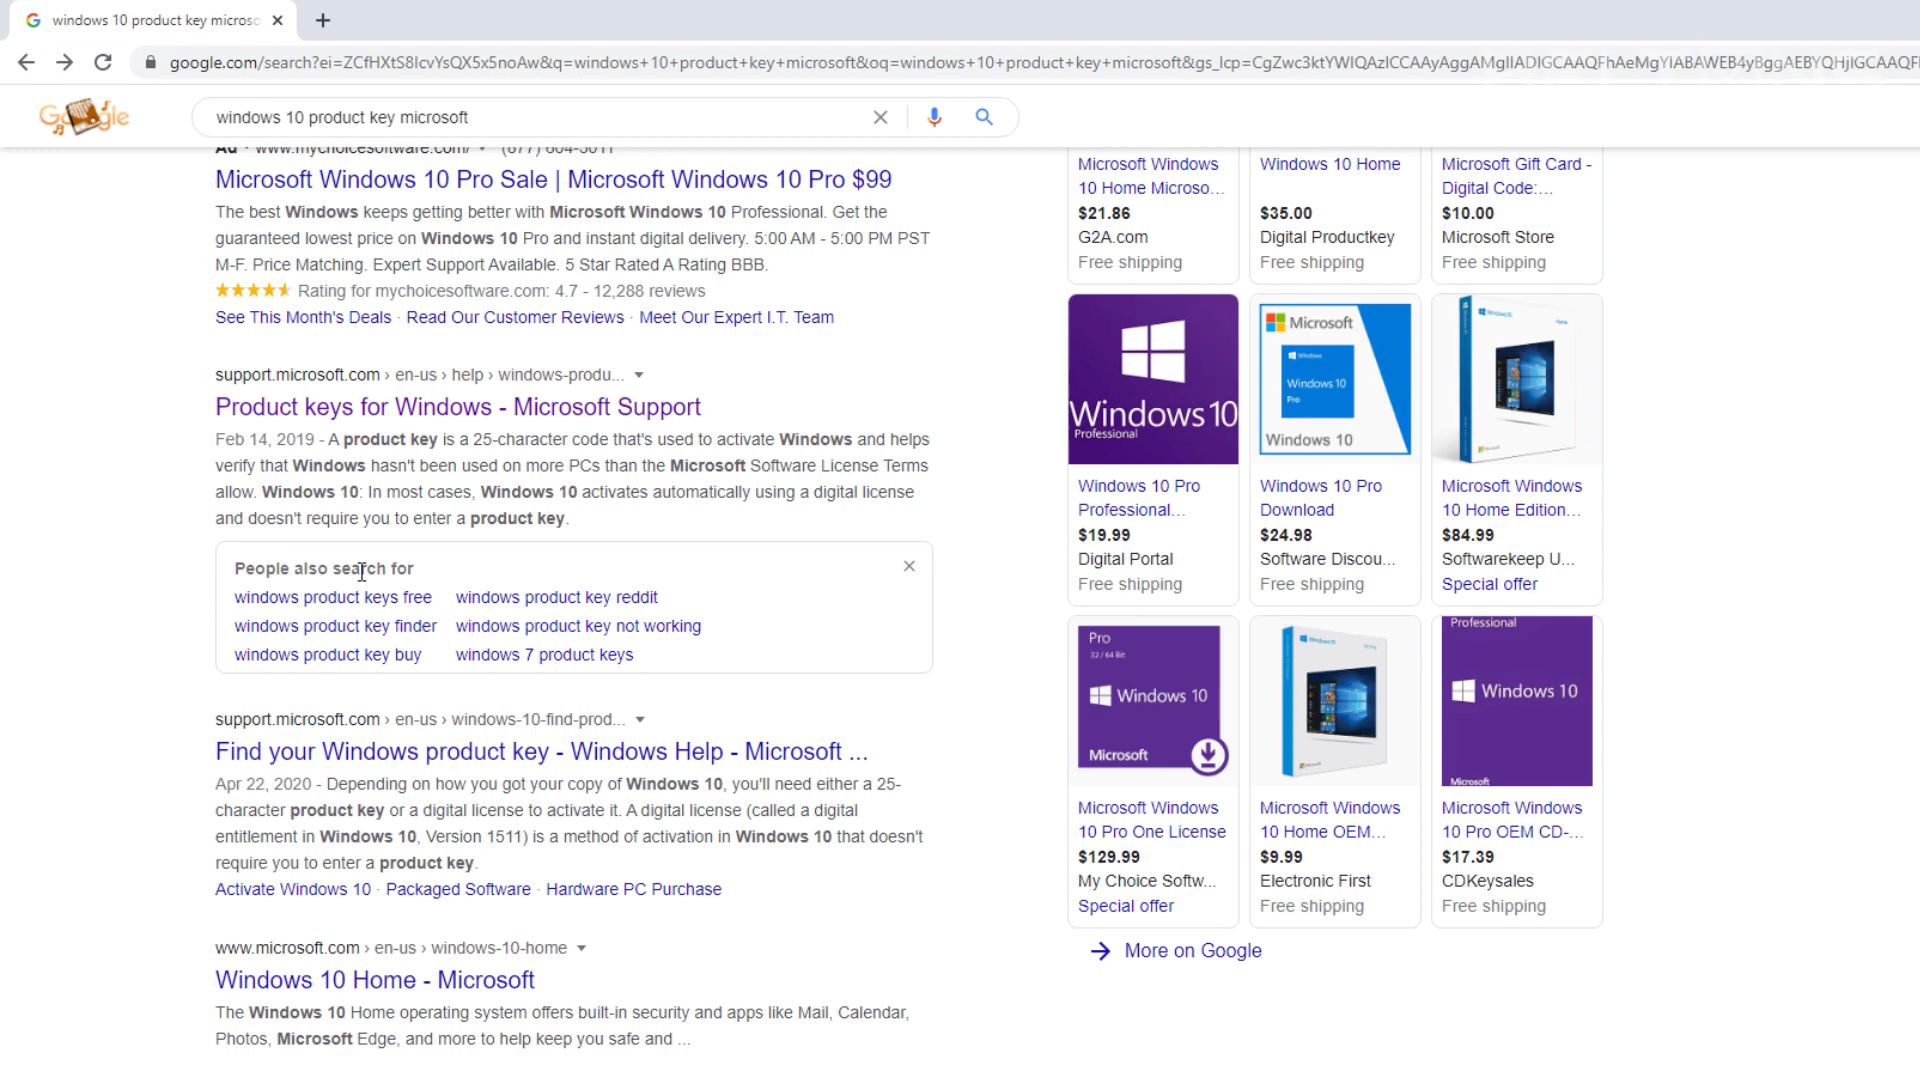 windows 10 product key microso
google.com/search?ei=ZCfHXtS8IcvYsQX5x5noAw&q=windows+10+product+key+microsoft&oq=windows+10+product+key+microsoft&gs_lcp=CgZwc3ktYWIQAzICCAAyAggAMgIIADIGCAAQFhAeMgYIABAWEB4yBggAEBYQHjIGCAAQF
Google
windows 10 product key microsoft
Ad · www.mychoicesoftware.com/ (877) 804-5011
Microsoft Windows 10 Pro Sale | Microsoft Windows 10 Pro $99
The best Windows keeps getting better with Microsoft Windows 10 Professional. Get the
guaranteed lowest price on Windows 10 Pro and instant digital delivery. 5:00 AM - 5:00 PM PST
M-F. Price Matching. Expert Support Available. 5 Star Rated A Rating BBB.
Rating for mychoicesoftware.com: 4.7 - 12,288 reviews
See This Month's Deals · Read Our Customer Reviews · Meet Our Expert I.T. Team
support.microsoft.com › en-us › help › windows-produ...
Product keys for Windows - Microsoft Support
Feb 14, 2019 - A product key is a 25-character code that's used to activate Windows and helps
verify that Windows hasn't been used on more PCs than the Microsoft Software License Terms
allow. Windows 10: In most cases, Windows 10 activates automatically using a digital license
and doesn't require you to enter a product key.
People also search for
windows product keys free
windows product key reddit
windows product key finder
windows product key not working
windows product key buy
windows 7 product keys
support.microsoft.com › en-us › windows-10-find-prod...
Find your Windows product key - Windows Help - Microsoft ...
Apr 22, 2020 - Depending on how you got your copy of Windows 10, you'll need either a 25-
character product key or a digital license to activate it. A digital license (called a digital
entitlement in Windows 10, Version 1511) is a method of activation in Windows 10 that doesn't
require you to enter a product key.
Activate Windows 10 · Packaged Software · Hardware PC Purchase
www.microsoft.com › en-us › windows-10-home
Windows 10 Home - Microsoft
The Windows 10 Home operating system offers built-in security and apps like Mail, Calendar,
Photos, Microsoft Edge, and more to help keep you safe and ...
Microsoft Windows
10 Home Microso...
$21.86
G2A.com
Free shipping
Windows 10 Home
$35.00
Digital Productkey
Free shipping
Microsoft Gift Card -
Digital Code:...
$10.00
Microsoft Store
Free shipping
Windows 10
Professional
Windows 10 Pro
Professional...
$19.99
Digital Portal
Free shipping
Microsoft
Windows
Windows 10
Pro
Windows 10
Windows 10 Pro
Download
$24.98
Software Discou...
Free shipping
Windows 10
Home
Microsoft Windows
10 Home Edition...
$84.99
Softwarekeep U...
Special offer
Pro
32 / 64 Bit
Windows 10
Microsoft
Microsoft Windows
10 Pro One License
$129.99
My Choice Softw...
Special offer
Windows 10
Microsoft Windows
10 Home OEM...
$9.99
Electronic First
Free shipping
Professional
Windows 10
Microsoft
Microsoft Windows
10 Pro OEM CD-...
$17.39
CDKeysales
Free shipping
More on Google